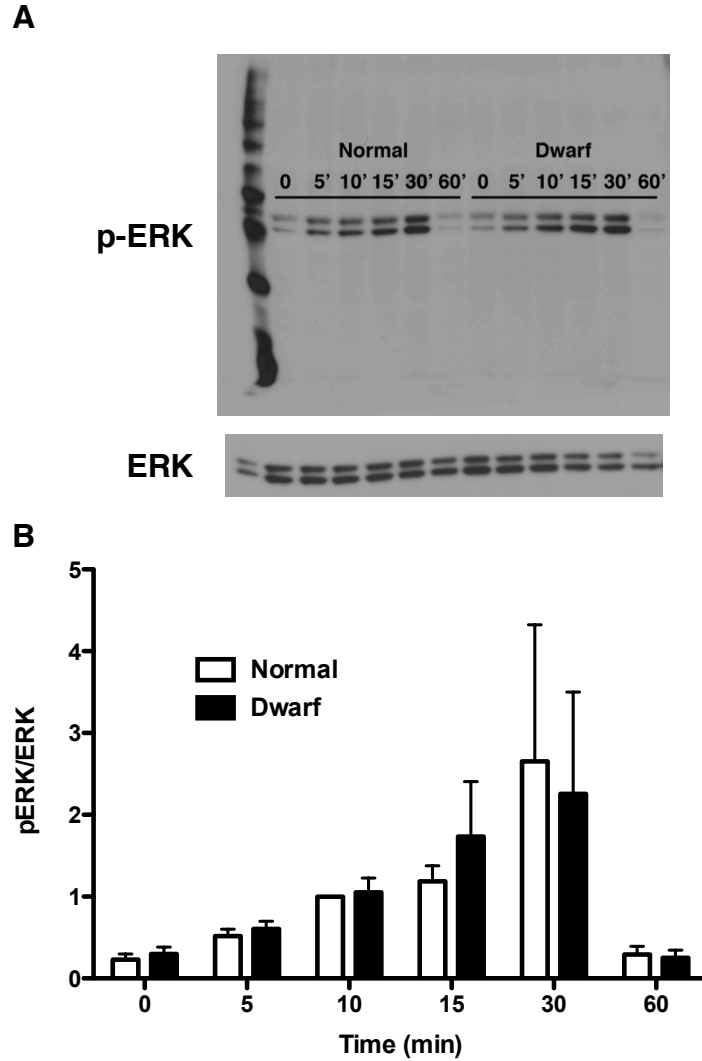 A
Normal Dwarf
0 5’ 10’ 15’ 30’ 60’ 0 5’ 10’ 15’ 30’ 60’
p-ERK
ERK
B
5
4
3
2
1
0
pERK/ERK
Normal
Dwarf
0 5 10 15 30 60
Time (min)